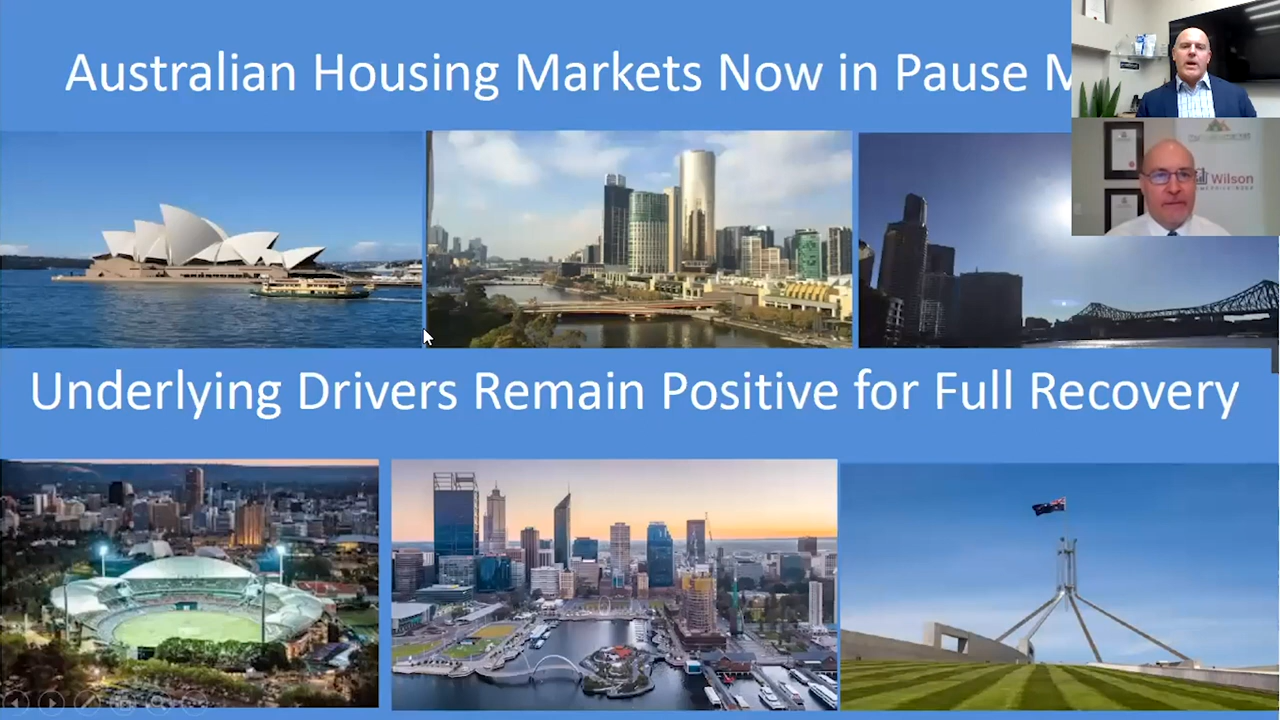 Australian Housing Markets Now in Pause M
Wilson
Underlying Drivers Remain Positive for Full Recovery